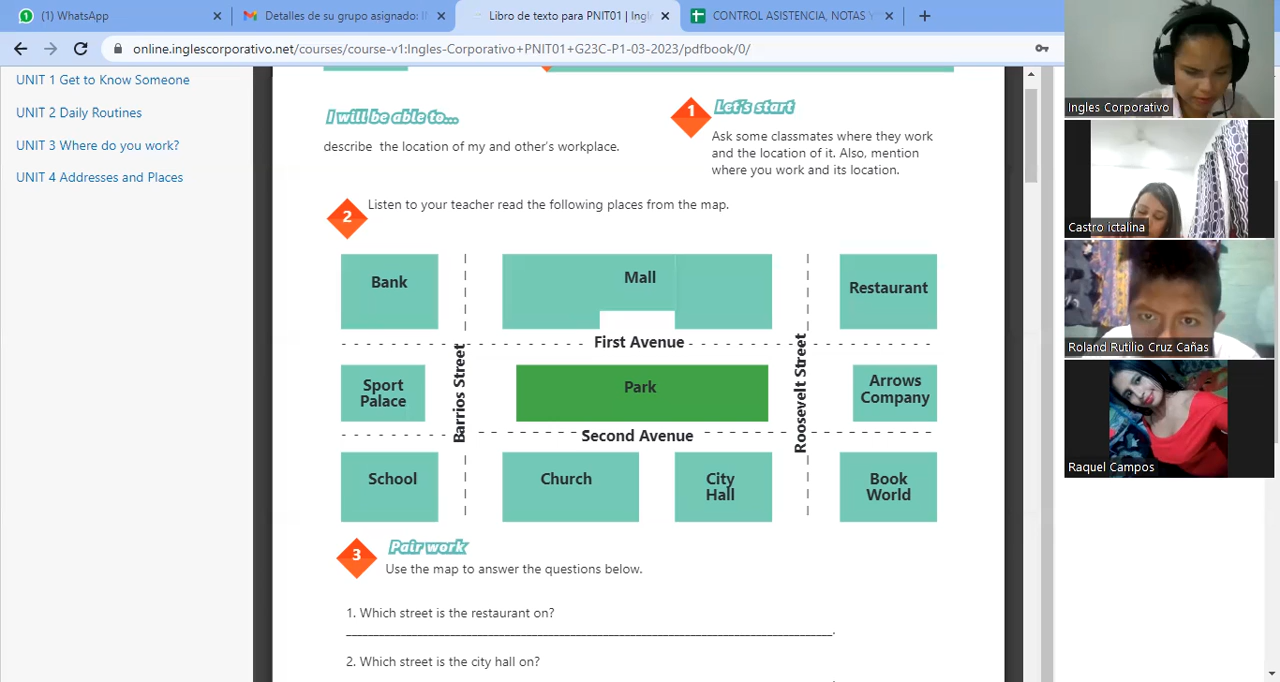 (1) WhatsApp
Detalles de su grupo asignado: I
Libro de texto para PNIT01 | Ingl
CONTROL ASISTENCIA, NOTAS Y
online.inglescorporativo.net/courses/course-v1:Ingles-Corporativo+PNIT01+G23C-P1-03-2023/pdfbook/0/
UNIT 1 Get to Know Someone
UNIT 2 Daily Routines
UNIT 3 Where do you work?
UNIT 4 Addresses and Places
I will be able to...
describe the location of my and other's workplace.
1
Let's start
Ask some classmates where they work
and the location of it. Also, mention
where you work and its location.
2
Listen to your teacher read the following places from the map.
Bank
Mall
Restaurant
First Avenue
Barrios Street
Roosevelt Street
Sport
Palace
Park
Arrows
Company
Second Avenue
School
Church
City
Hall
Book
World
3
Pair work
Use the map to answer the questions below.
1. Which street is the restaurant on?
2. Which street is the city hall on?
Ingles Corporativo
Castro ictalina
Roland Rutilio Cruz Cañas
Raquel Campos